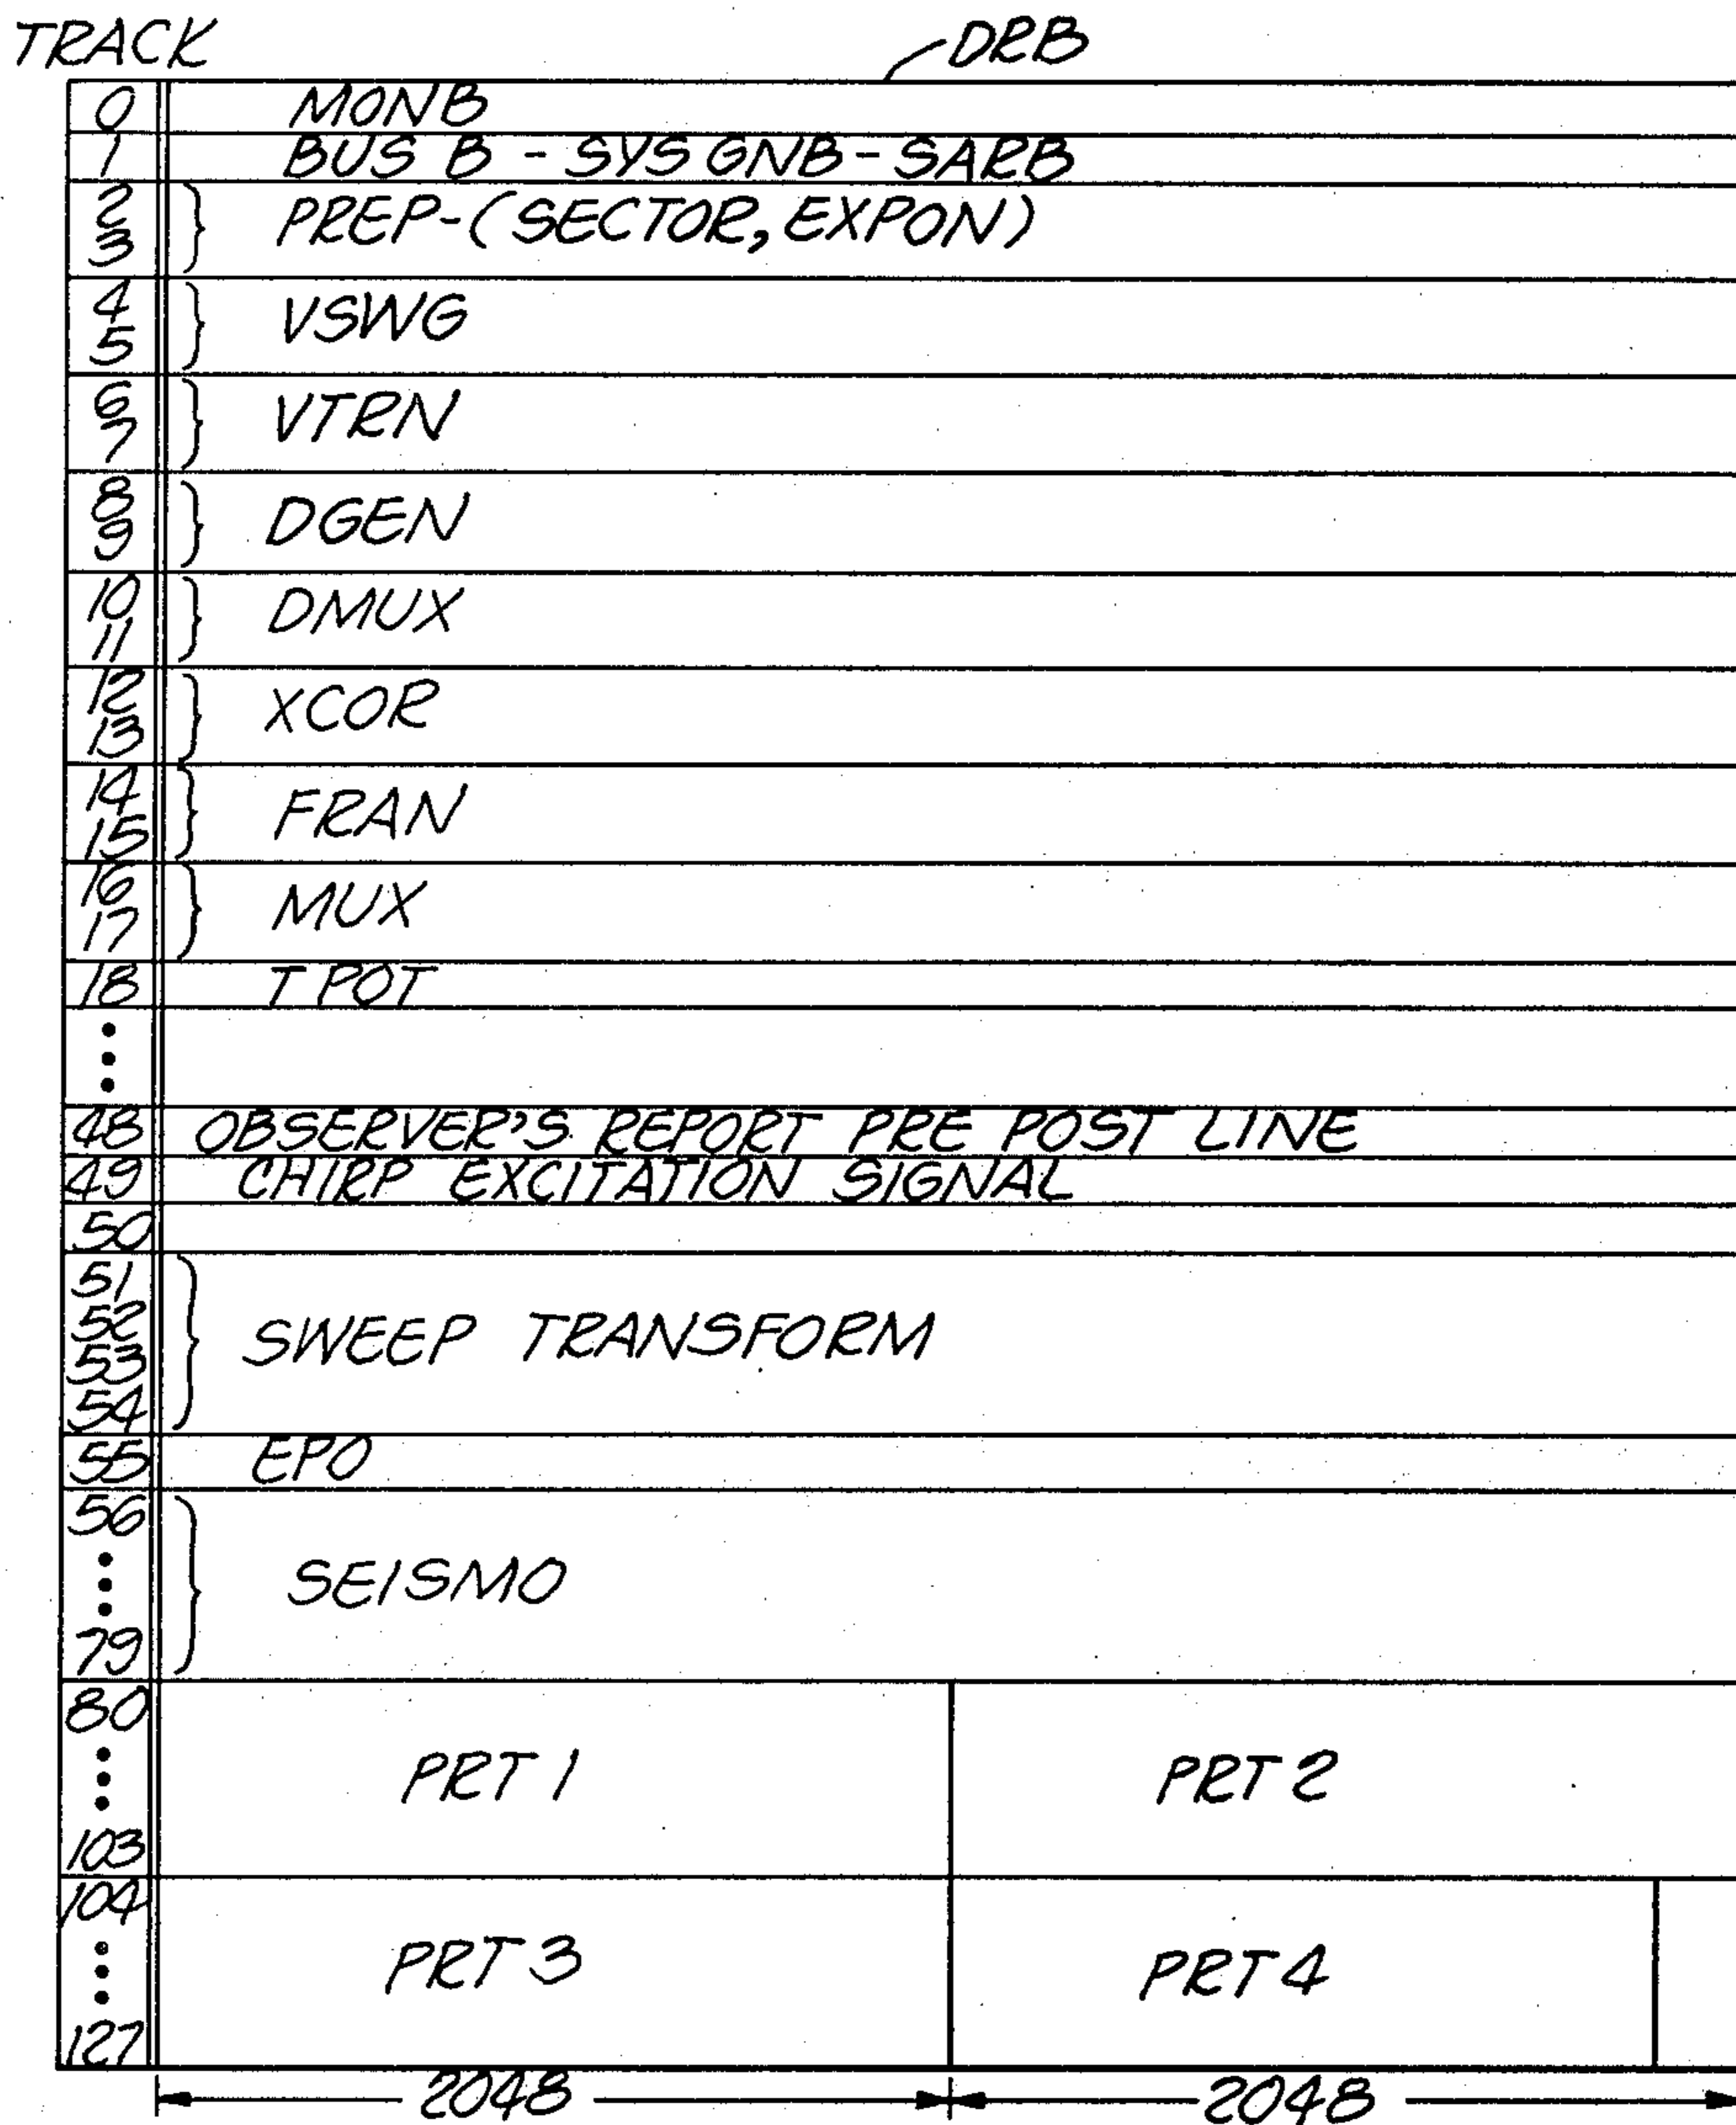 TRACK DRB
0 MONB
1 BUS B - SYS GNB - SARB
2 PREP-(SECTOR, EXPON)
3
4 VSWG
5
6 VTRN
7
8 DGEN
9
10 DMUX
11
12 XCOR
13
14 FRAN
15
16 MUX
17
18 T POT
48 OBSERVER'S REPORT PRE POST LINE
49 CHIRP EXCITATION SIGNAL
50
51
52 SWEEP TRANSFORM
53
54
55 EPO
56
SEISMO
79
80
PRT 1 PRT 2
103
104
PRT 3 PRT 4
127
2048 2048